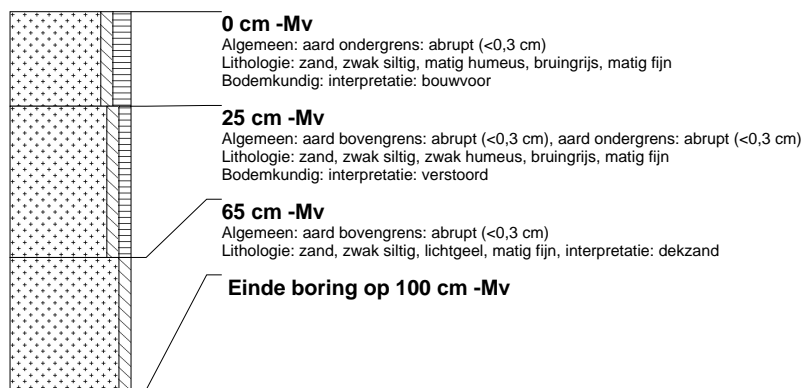 0 cm -Mv
Algemeen: aard ondergrens: abrupt (<0,3 cm)
Lithologie: zand, zwak siltig, matig humeus, bruingrijs, matig fijn
Bodemkundig: interpretatie: bouwvoor
25 cm -Mv
Algemeen: aard bovengrens: abrupt (<0,3 cm), aard ondergrens: abrupt (<0,3 cm)
Lithologie: zand, zwak siltig, zwak humeus, bruingrijs, matig fijn
Bodemkundig: interpretatie: verstoord
65 cm -Mv
Algemeen: aard bovengrens: abrupt (<0,3 cm)
Lithologie: zand, zwak siltig, lichtgeel, matig fijn, interpretatie: dekzand
Einde boring op 100 cm -Mv